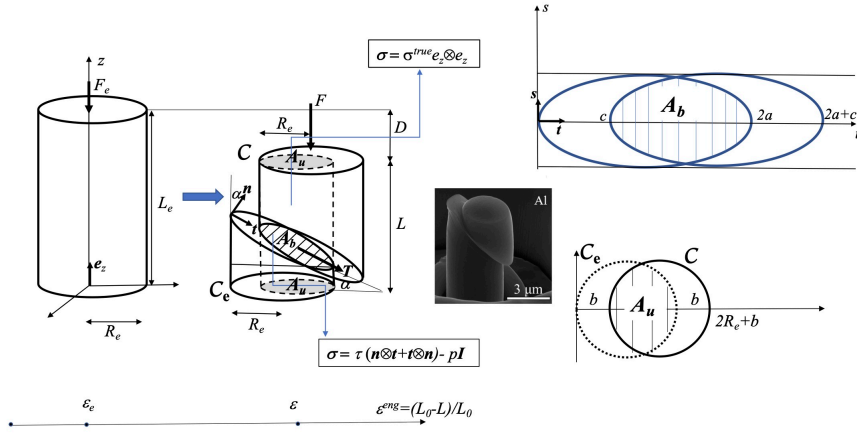 z
F_e
L_e
e_z
R_e
σ = σ^{true} e_z⊗e_z
F
R_e
D
C
A_u
α
n
t
A_b
L
T
A_u
α
C_e
R_e
σ = τ (n⊗t+t⊗n)- pI
Al
3 μm
s
s
t
c
A_b
2a
2a+c
t
C_e
C
b
A_u
b
2R_e+b
ε_e
ε
ε^{eng}=(L_0-L)/L_0